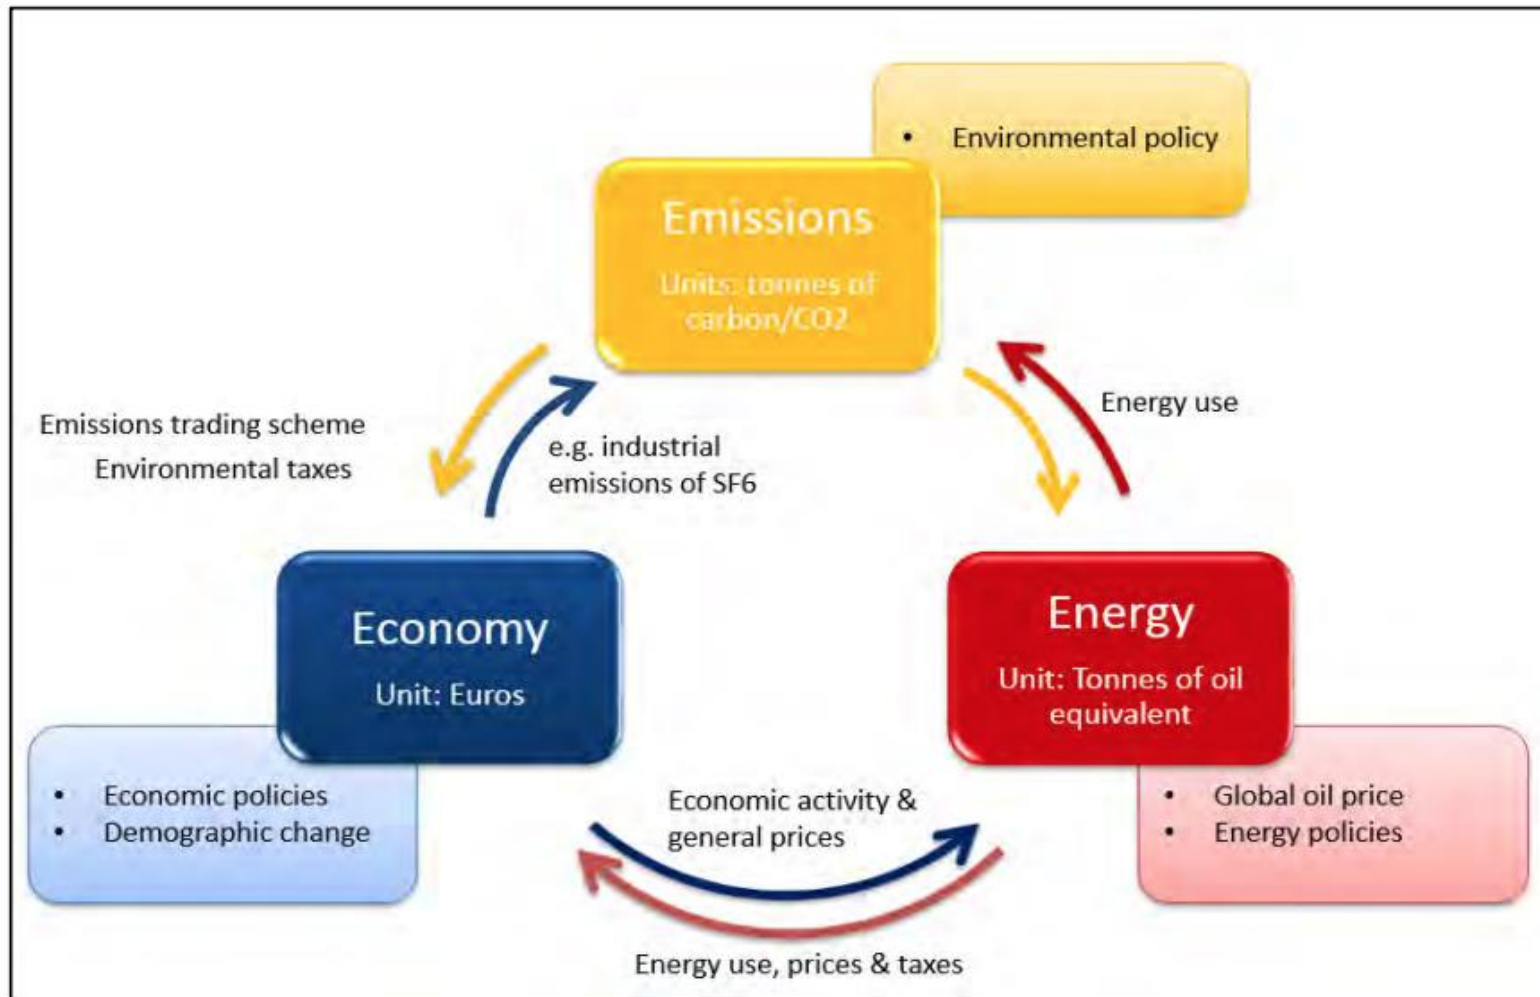 • Environmental policy
Emissions
Units: tonnes of
carbon/CO2
Energy use
Emissions trading scheme
Environmental taxes
e.g. industrial
emissions of SF6
Economy
Unit: Euros
Energy
Unit: Tonnes of oil
equivalent
• Economic policies
• Demographic change
Economic activity &
general prices
• Global oil price
• Energy policies
Energy use, prices & taxes